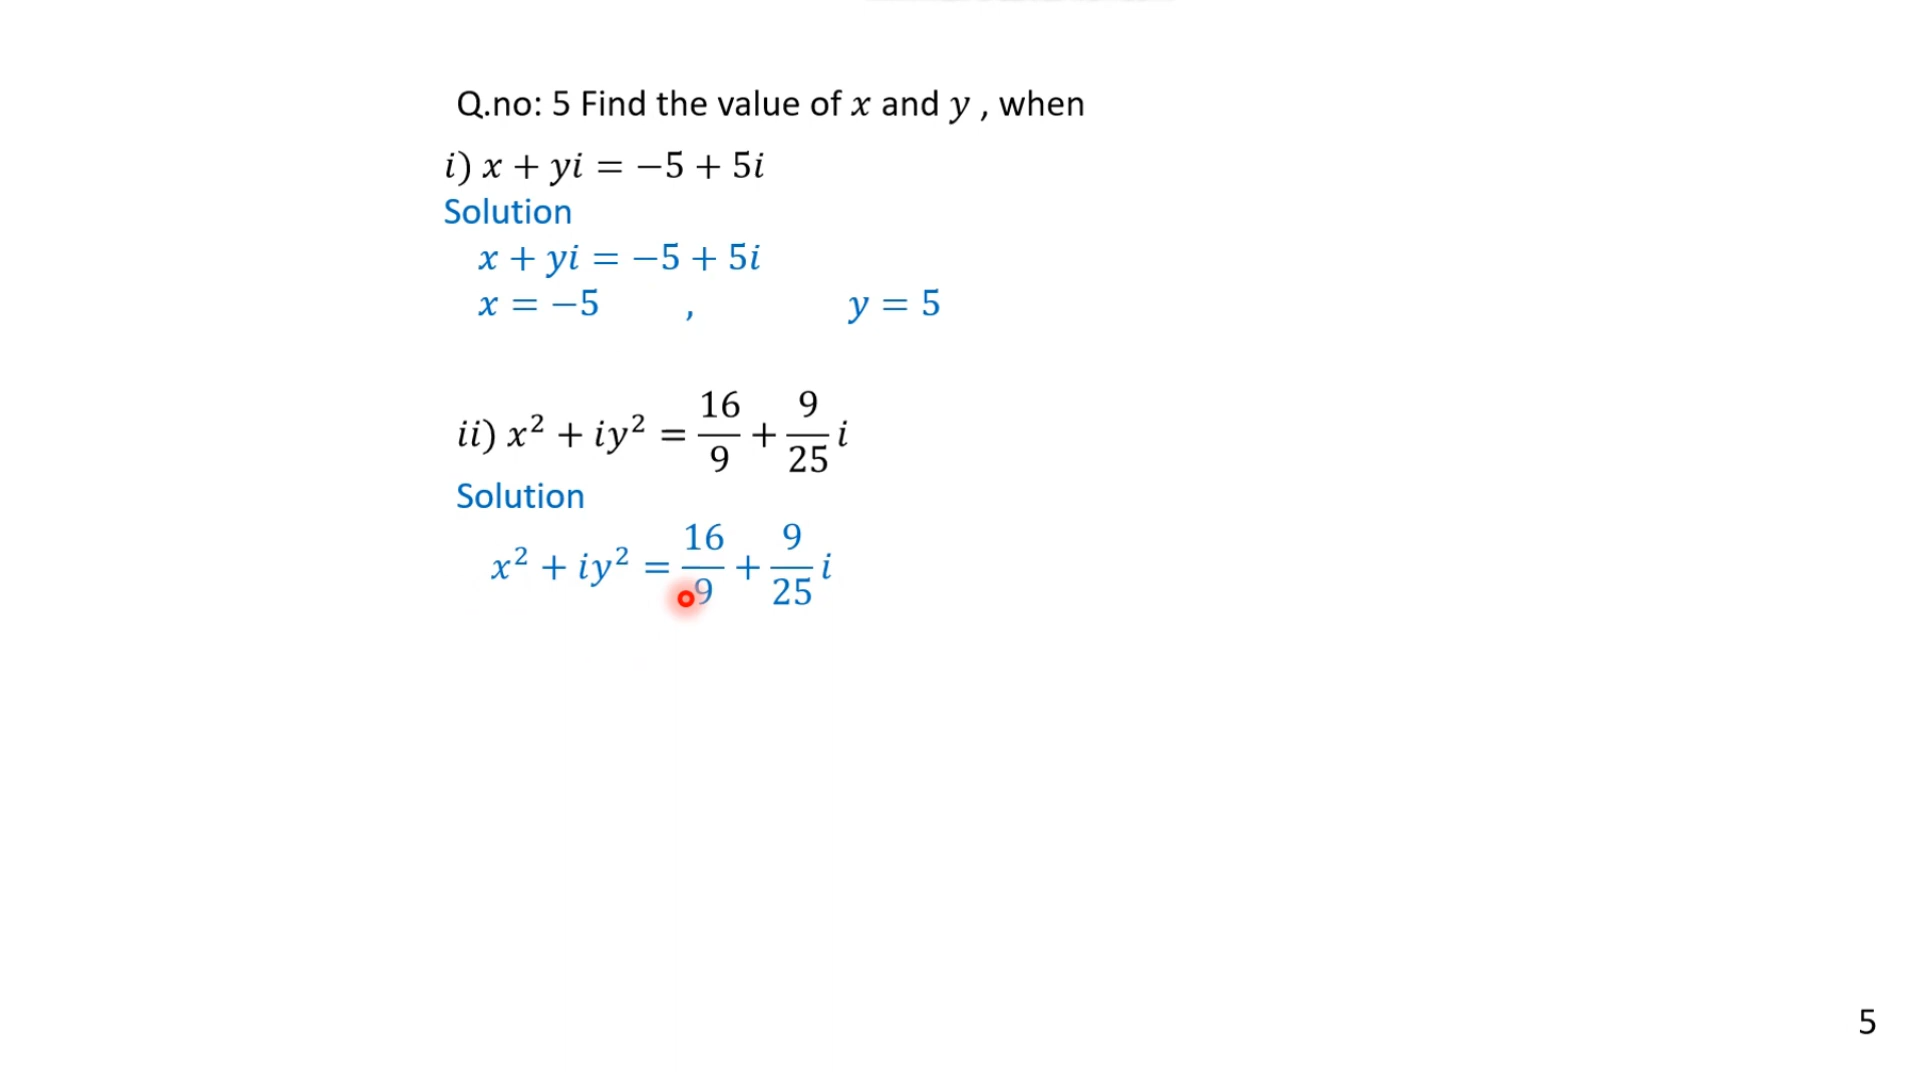 Q.no: 5 Find the value of x and y , when
i) x + yi = −5 + 5i
Solution
x + yi = −5 + 5i
x = −5 , y = 5
ii) x² + iy² = 16/9 + 9/25 i
Solution
x² + iy² = 16/9 + 9/25 i
5